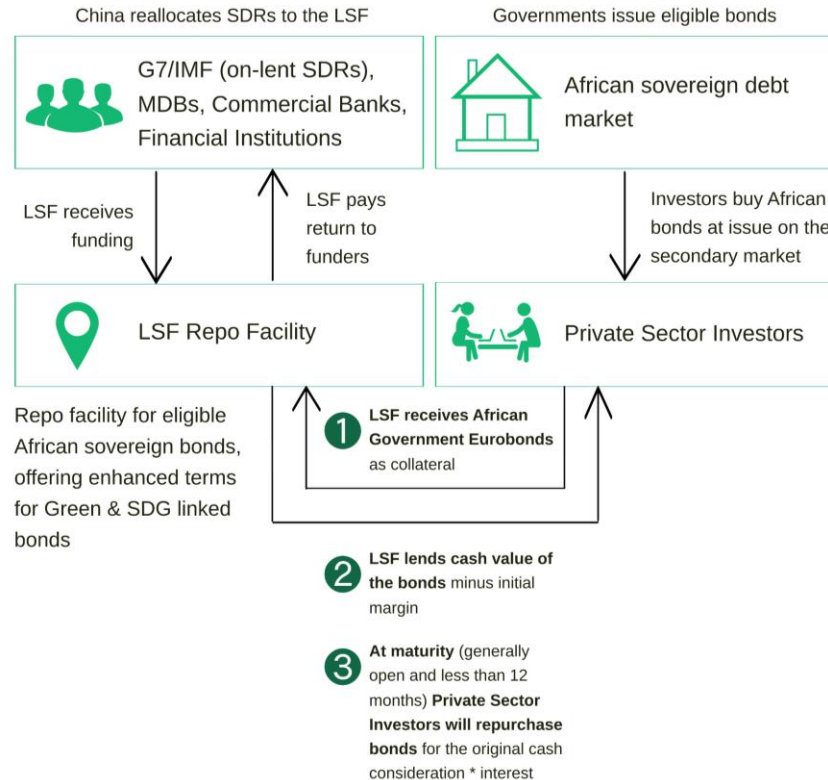 China reallocates SDRs to the LSF
Governments issue eligible bonds
G7/IMF (on-lent SDRs),
MDBs, Commercial Banks,
Financial Institutions
African sovereign debt
market
LSF receives
funding
LSF pays
return to
funders
Investors buy African
bonds at issue on the
secondary market
LSF Repo Facility
Private Sector Investors
Repo facility for eligible
African sovereign bonds,
offering enhanced terms
for Green & SDG linked
bonds
1 LSF receives African
Government Eurobonds
as collateral
2 LSF lends cash value of
the bonds minus initial
margin
3 At maturity (generally
open and less than 12
months) Private Sector
Investors will repurchase
bonds for the original cash
consideration * interest